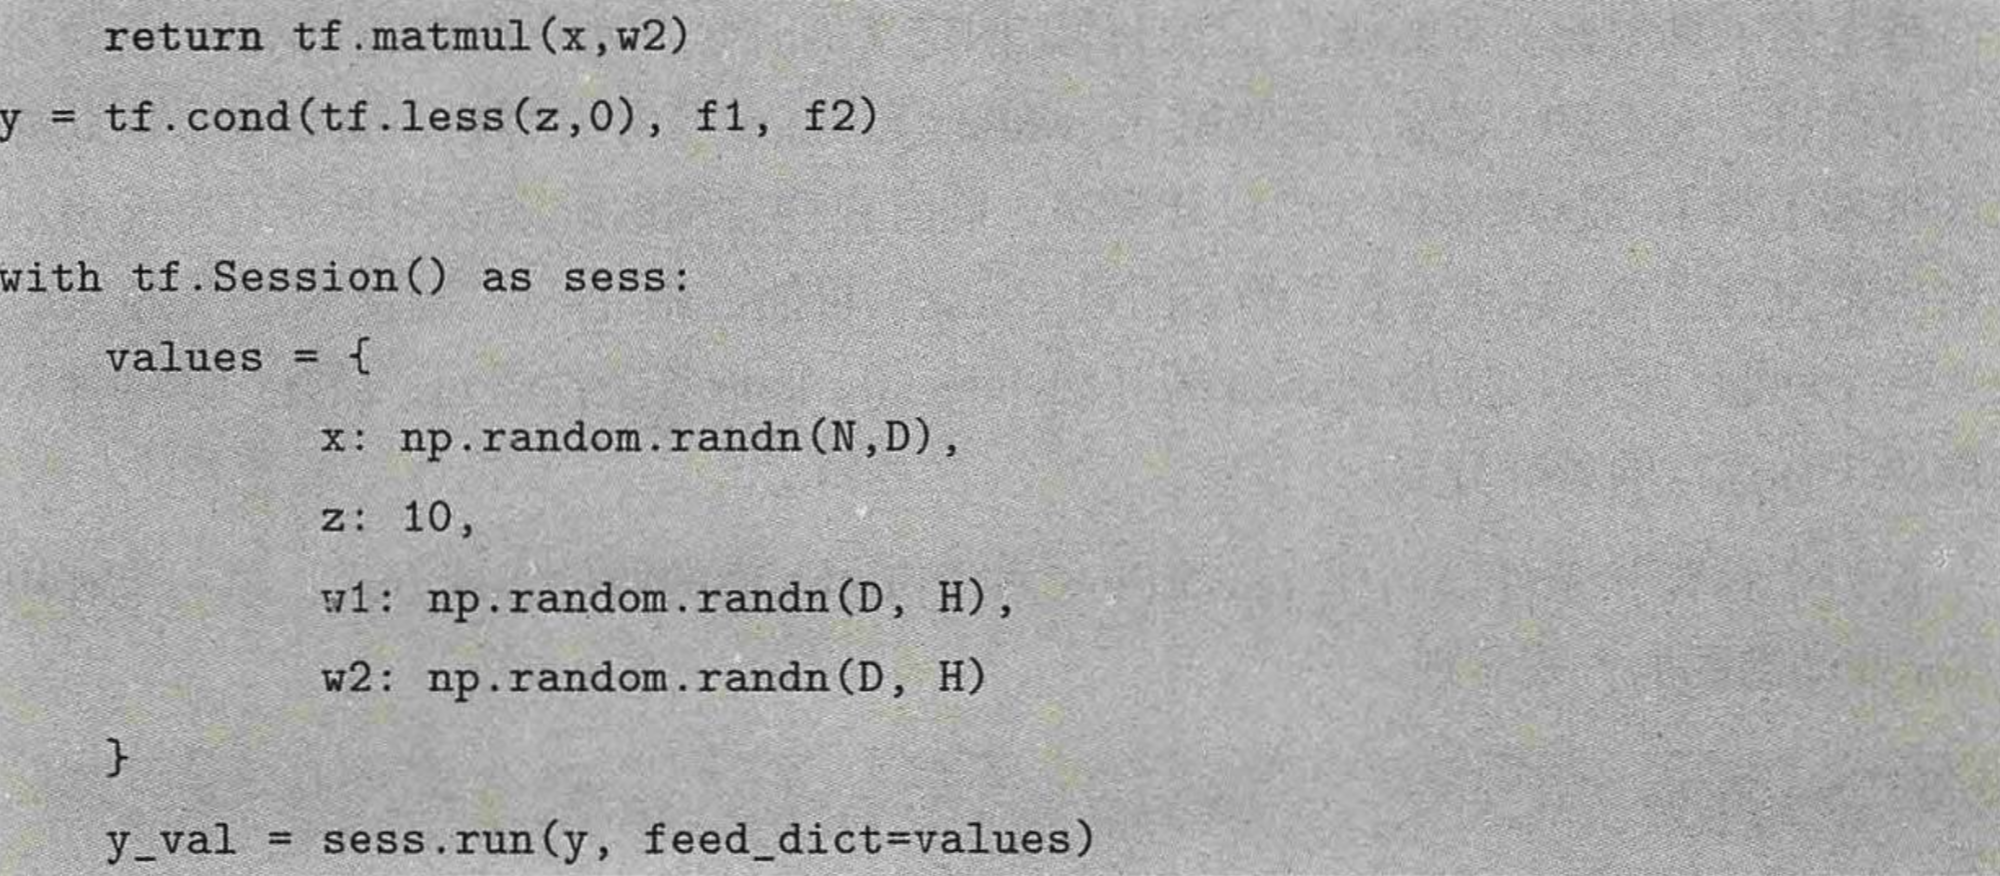 return tf.matmul(x,w2)
y = tf.cond(tf.less(z,0), f1, f2)
with tf.Session() as sess:
values = {
x: np.random.randn(N,D),
z: 10,
w1: np.random.randn(D, H),
w2: np.random.randn(D, H)
}
y_val = sess.run(y, feed_dict=values)